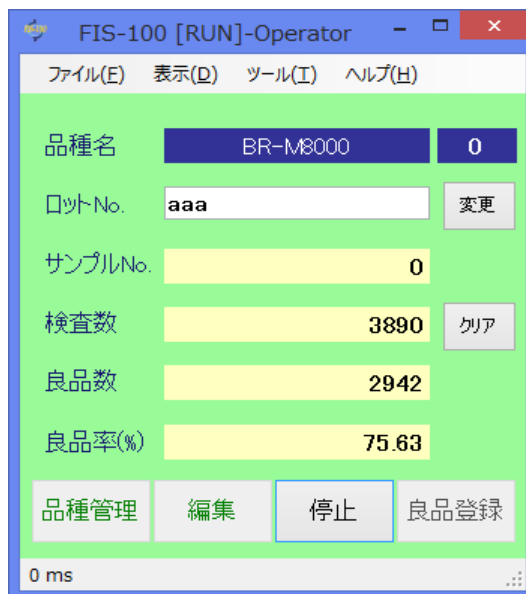 FIS-100 [RUN]-Operator
ファイル(F) 表示(D) ツール(T) ヘルプ(H)
品種名 BR-M8000 0
ロットNo. aaa 変更
サンプルNo. 0
検査数 3890 クリア
良品数 2942
良品率(%) 75.63
品種管理 編集 停止 良品登録
0 ms